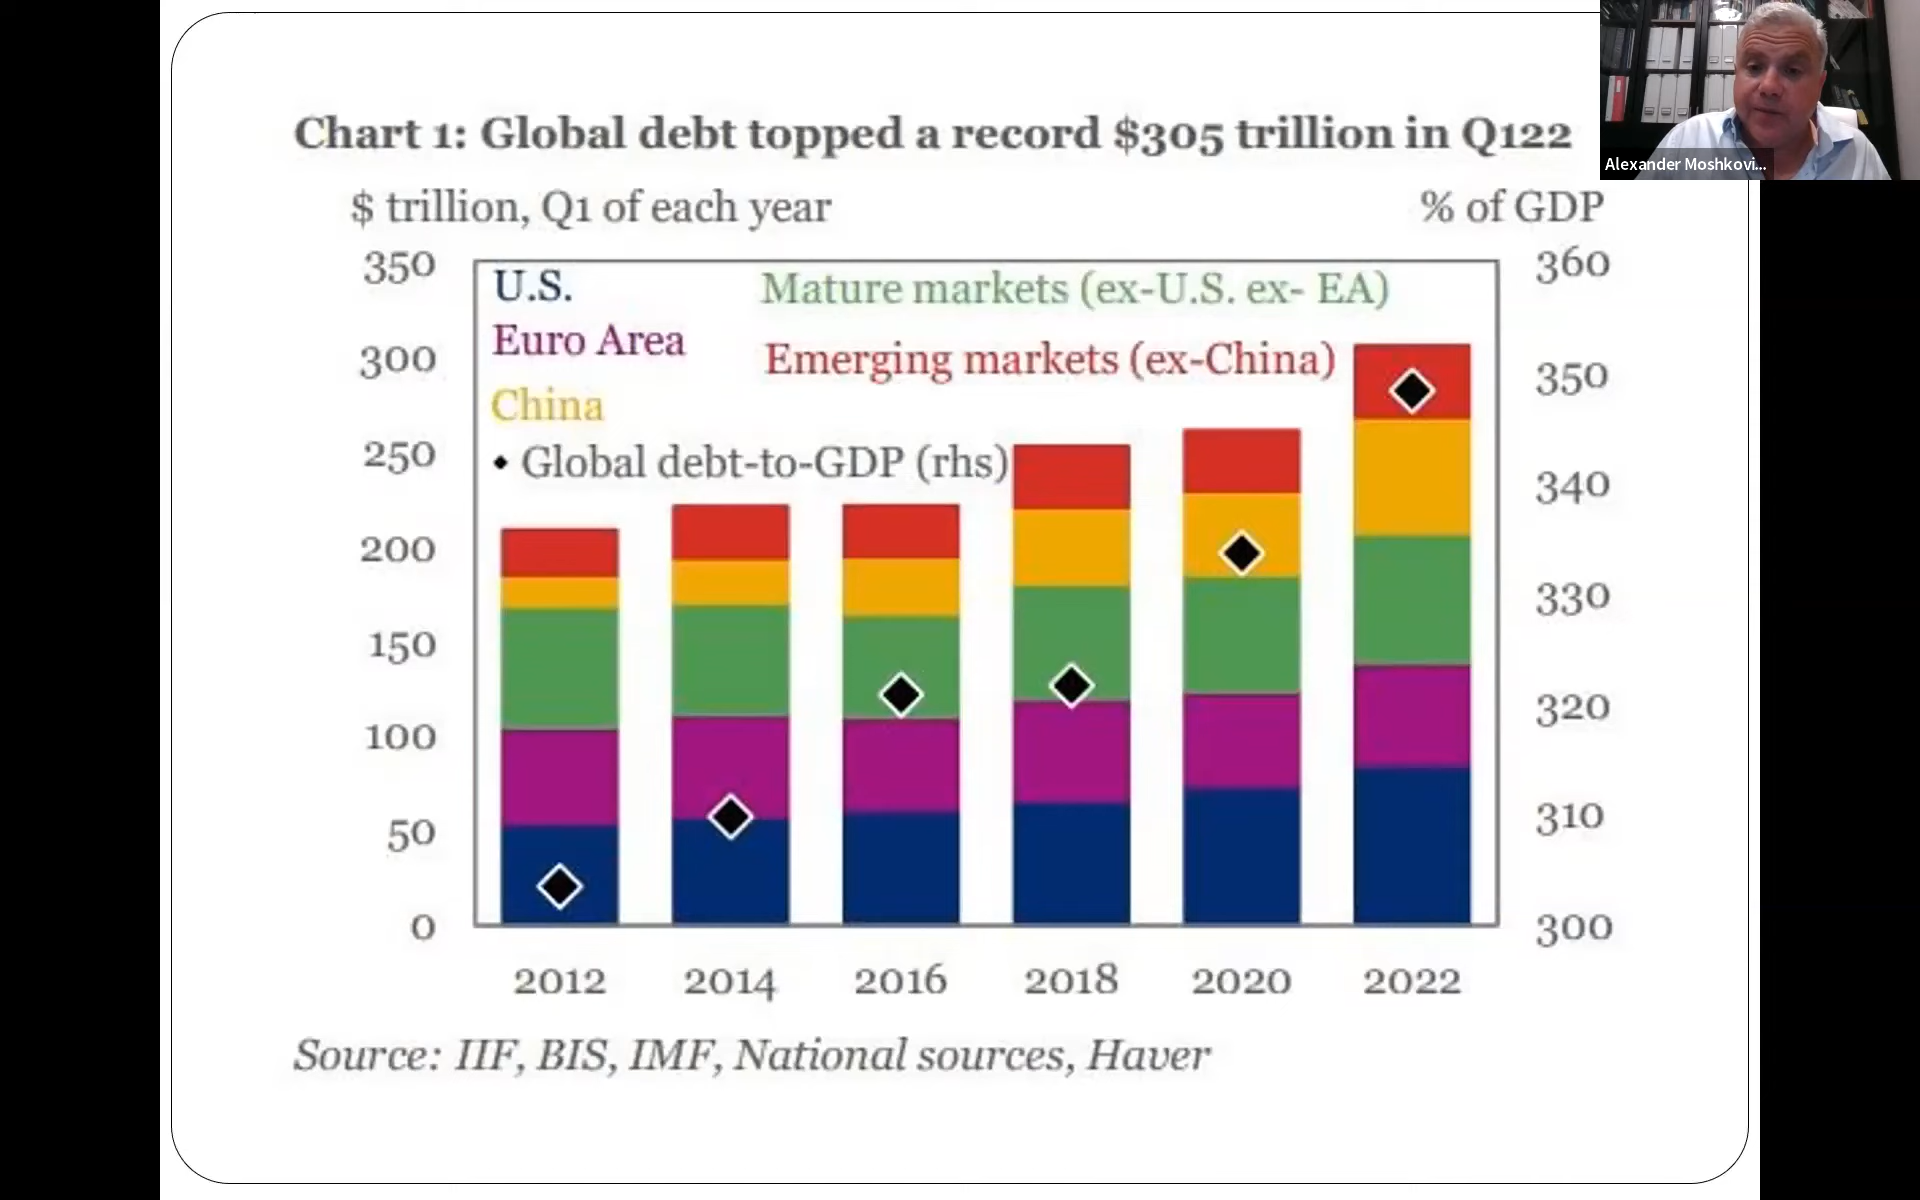 Chart 1: Global debt topped a record $305 trillion in Q122
Alexander Moshkovi...
$ trillion, Q1 of each year
% of GDP
350
300
250
200
150
100
50
0
U.S.
Euro Area
China
Global debt-to-GDP (rhs)
Mature markets (ex-U.S. ex- EA)
Emerging markets (ex-China)
360
350
340
330
320
310
300
2012 2014 2016 2018 2020 2022
Source: IIF, BIS, IMF, National sources, Haver